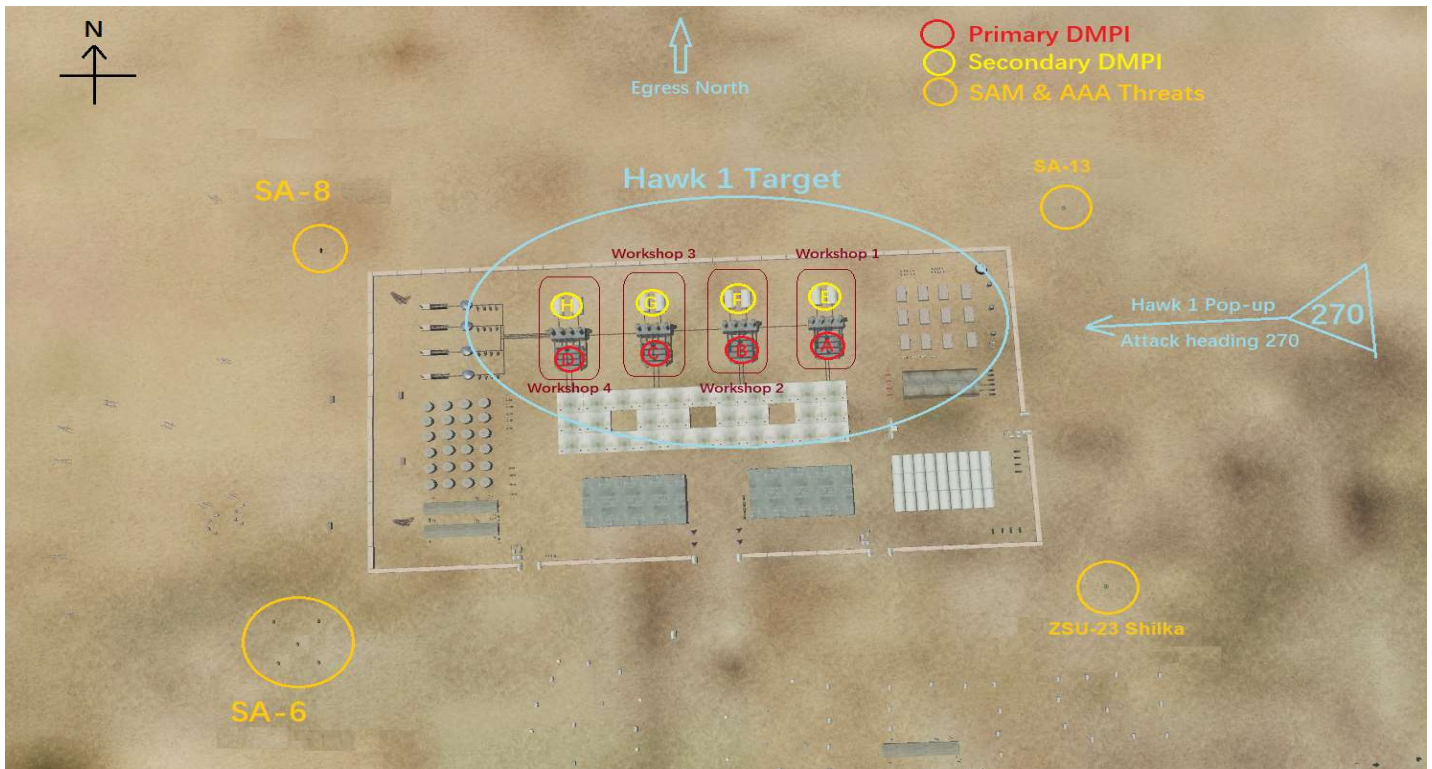 N
Primary DMPI
Secondary DMPI
SAM & AAA Threats
Egress North
SA-13
SA-8
Hawk 1 Target
Workshop 3
Workshop 1
H
G
F
E
Hawk 1 Pop-up
270
Attack heading 270
D
C
B
A
Workshop 4
Workshop 2
ZSU-23 Shilka
SA-6